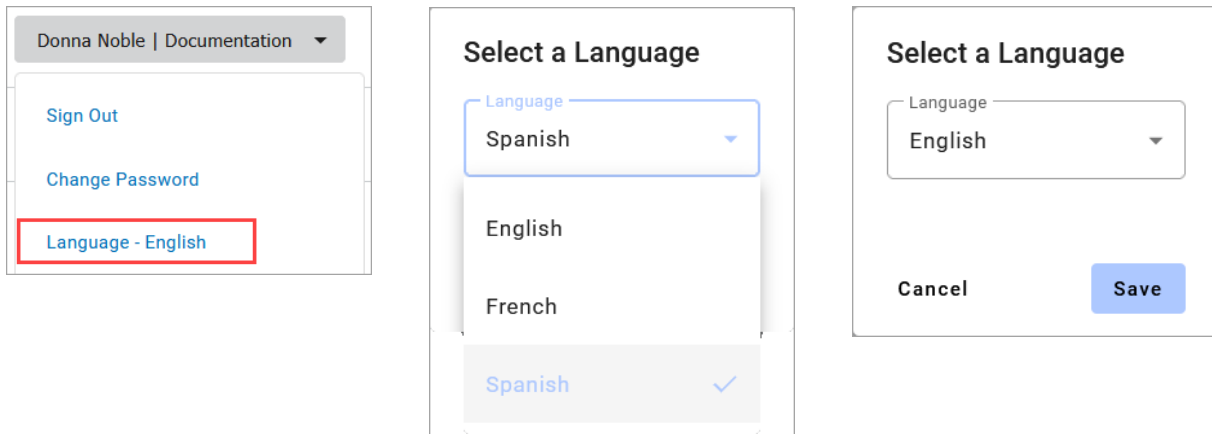 Donna Noble | Documentation
Sign Out
Change Password
Language - English
Select a Language
Language
Spanish
English
French
Spanish
Select a Language
Language
English
Cancel
Save